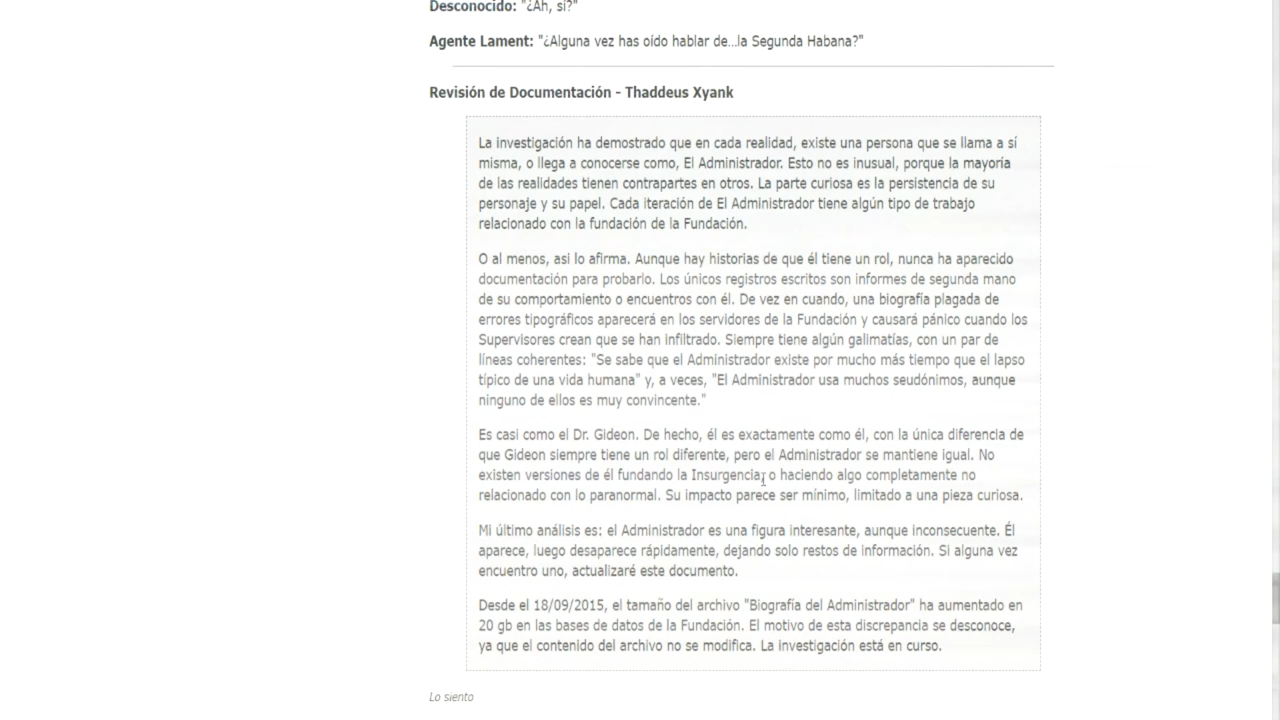 Desconocido: "¿Ah, sí?"
Agente Lament: "¿Alguna vez has oído hablar de...la Segunda Habana?"
Revisión de Documentación - Thaddeus Xyank
La investigación ha demostrado que en cada realidad, existe una persona que se llama a sí
misma, o llega a conocerse como, El Administrador. Esto no es inusual, porque la mayoría
de las realidades tienen contrapartes en otros. La parte curiosa es la persistencia de su
personaje y su papel. Cada iteración de El Administrador tiene algún tipo de trabajo
relacionado con la fundación de la Fundación.
O al menos, asi lo afirma. Aunque hay historias de que él tiene un rol, nunca ha aparecido
documentación para probarlo. Los únicos registros escritos son informes de segunda mano
de su comportamiento o encuentros con él. De vez en cuando, una biografía plagada de
errores tipográficos aparecerá en los servidores de la Fundación y causará pánico cuando los
Supervisores crean que se han infiltrado. Siempre tiene algún galimatías, con un par de
líneas coherentes: "Se sabe que el Administrador existe por mucho más tiempo que el lapso
típico de una vida humana" y, a veces, "El Administrador usa muchos seudónimos, aunque
ninguno de ellos es muy convincente."
Es casi como el Dr. Gideon. De hecho, él es exactamente como él, con la única diferencia de
que Gideon siempre tiene un rol diferente, pero el Administrador se mantiene igual. No
existen versiones de él fundando la Insurgencia, o haciendo algo completamente no
relacionado con lo paranormal. Su impacto parece ser mínimo, limitado a una pieza curiosa.
Mi último análisis es: el Administrador es una figura interesante, aunque inconsecuente. Él
aparece, luego desaparece rápidamente, dejando solo restos de información. Si alguna vez
encuentro uno, actualizaré este documento.
Desde el 18/09/2015, el tamaño del archivo "Biografía del Administrador" ha aumentado en
20 gb en las bases de datos de la Fundación. El motivo de esta discrepancia se desconoce,
ya que el contenido del archivo no se modifica. La investigación está en curso.
Lo siento